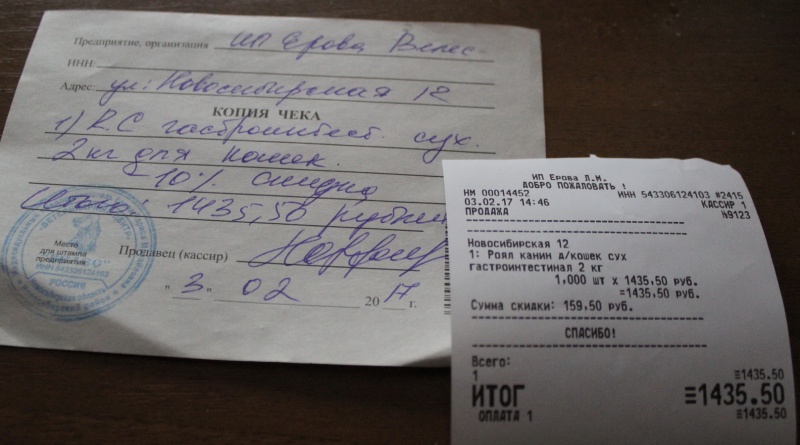 Предприятие, организация ИП Ерова Велес
ИНН:
Адрес: ул: Новосибирская 12
КОПИЯ ЧЕКА
1) R.C гастроинтест. сух.
2кг для кошек.
- 10% скидка
Итого: 1435,50 рублей
Место
для штампа
предприятия
ИНН 543306124103
РОССИЯ
Продавец (кассир)
"3" 02 2017 г.
ИП Ерова Л.И.
ДОБРО ПОЖАЛОВАТЬ !
НМ 00014452 ИНН 543306124103 #2415
03.02.17 14:46 КАССИР 1
ПРОДАЖА №9123
Новосибирская 12
1: Роял канин д/кошек сух
гастроинтестинал 2 кг
1,000 шт X 1435,50 руб.
=1435,50 руб.
Сумма скидки: 159,50 руб.
СПАСИБО!
Всего:
1 ≡1435.50
ИТОГ ≡1435.50
ОПЛАТА 1 ≡1435.50